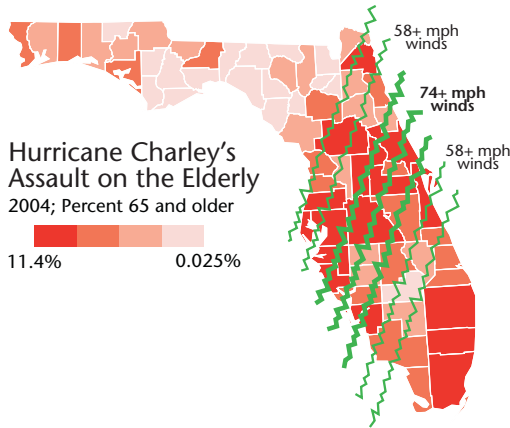 58+ mph
winds
74+ mph
winds
58+ mph
winds
Hurricane Charley's
Assault on the Elderly
2004; Percent 65 and older
11.4% 0.025%